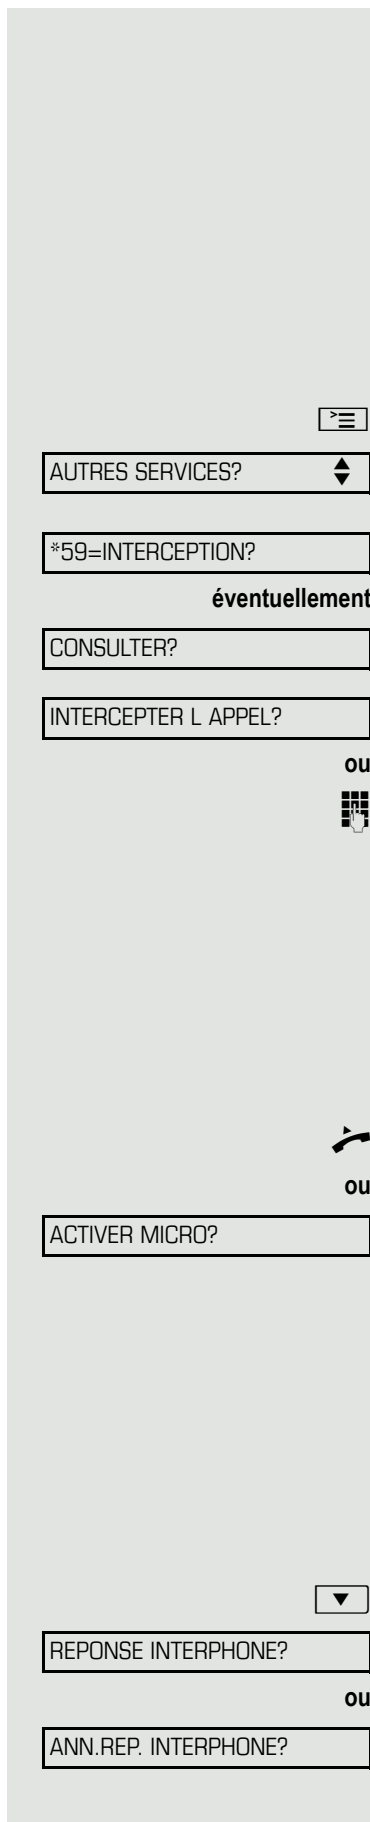 AUTRES SERVICES?
*59=INTERCEPTION?
éventuellement
CONSULTER?
INTERCEPTER L APPEL?
ou
ou
ACTIVER MICRO?
REPONSE INTERPHONE?
ou
ANN.REP. INTERPHONE?